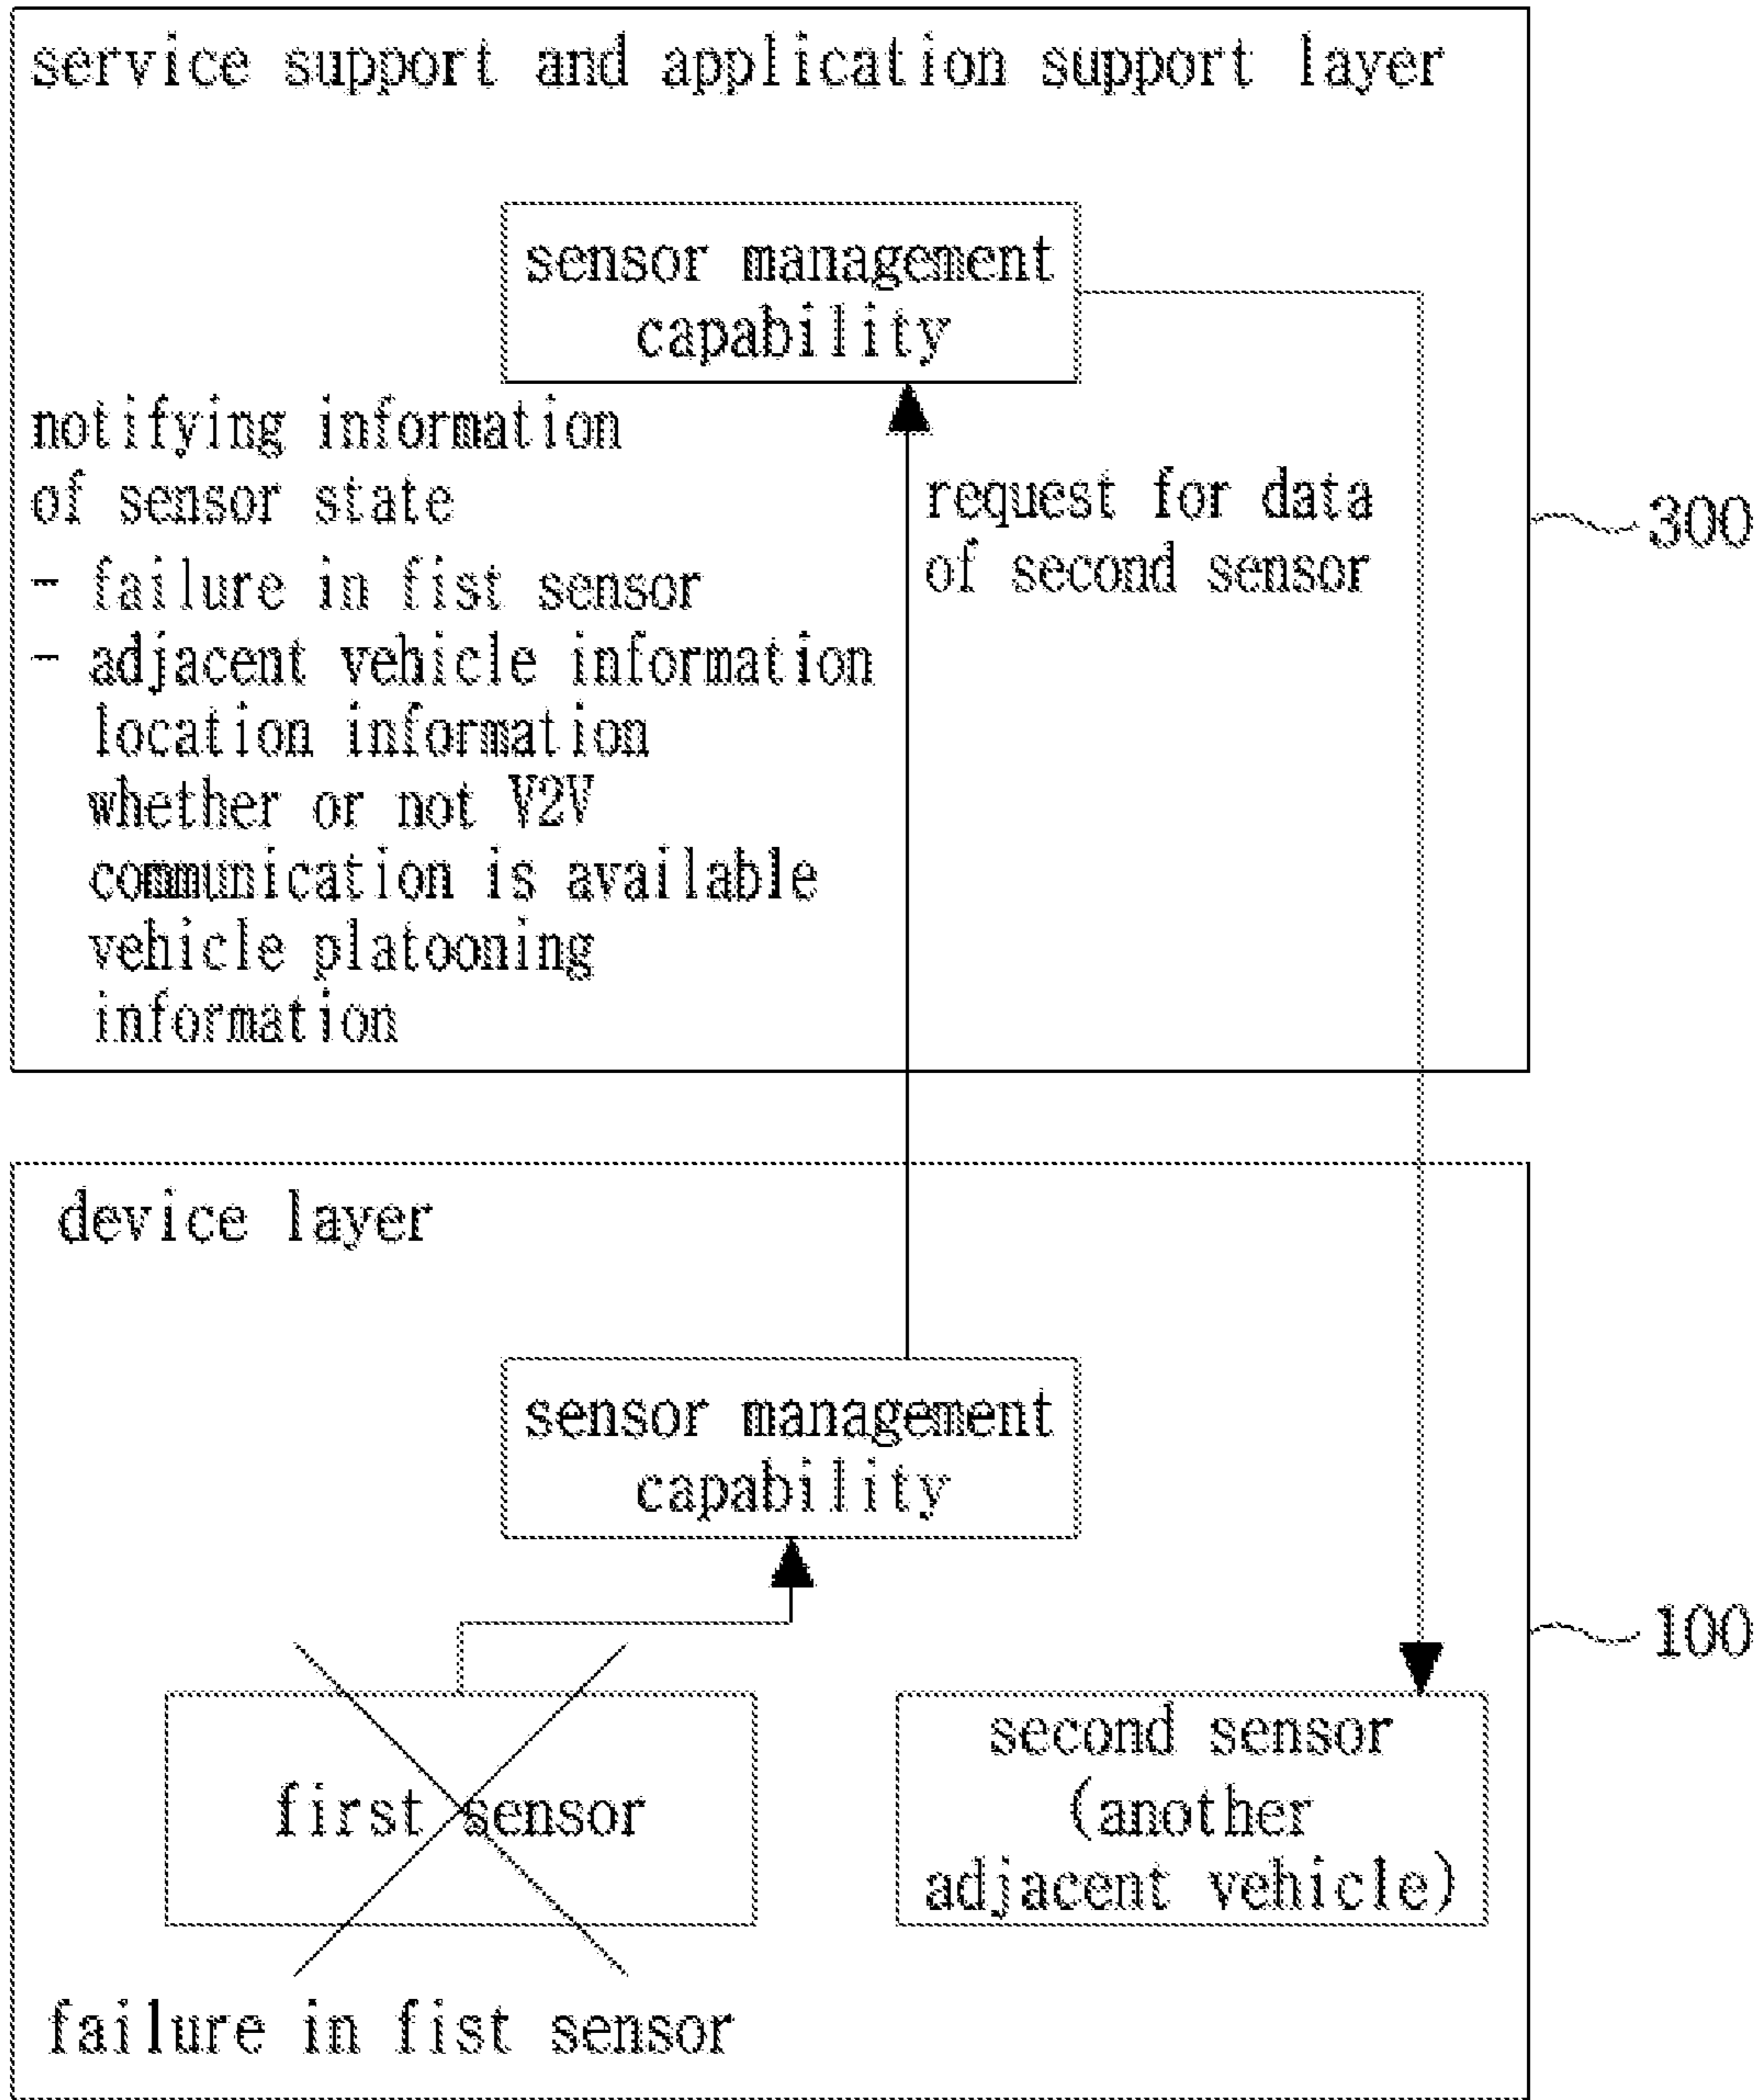 service support and application support layer
sensor management
capability
notifying information
of sensor state
- failure in fist sensor
- adjacent vehicle information
location information
whether or not V2V
communication is available
vehicle platooning
information
request for data
of second sensor
300
device layer
sensor management
capability
100
first sensor
second sensor
(another
adjacent vehicle)
failure in fist sensor